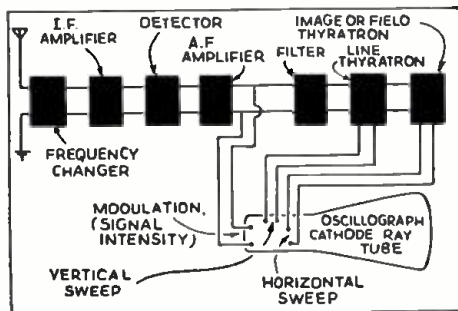 I.F.
AMPLIFIER
DETECTOR
A.F.
AMPLIFIER
FILTER
IMAGE OR FIELD
THYRATRON
LINE
THYRATRON
FREQUENCY
CHANGER
MODULATION,
(SIGNAL
INTENSITY)
OSCILLOGRAPH
CATHODE RAY
TUBE
VERTICAL
SWEEP
HORIZONTAL
SWEEP